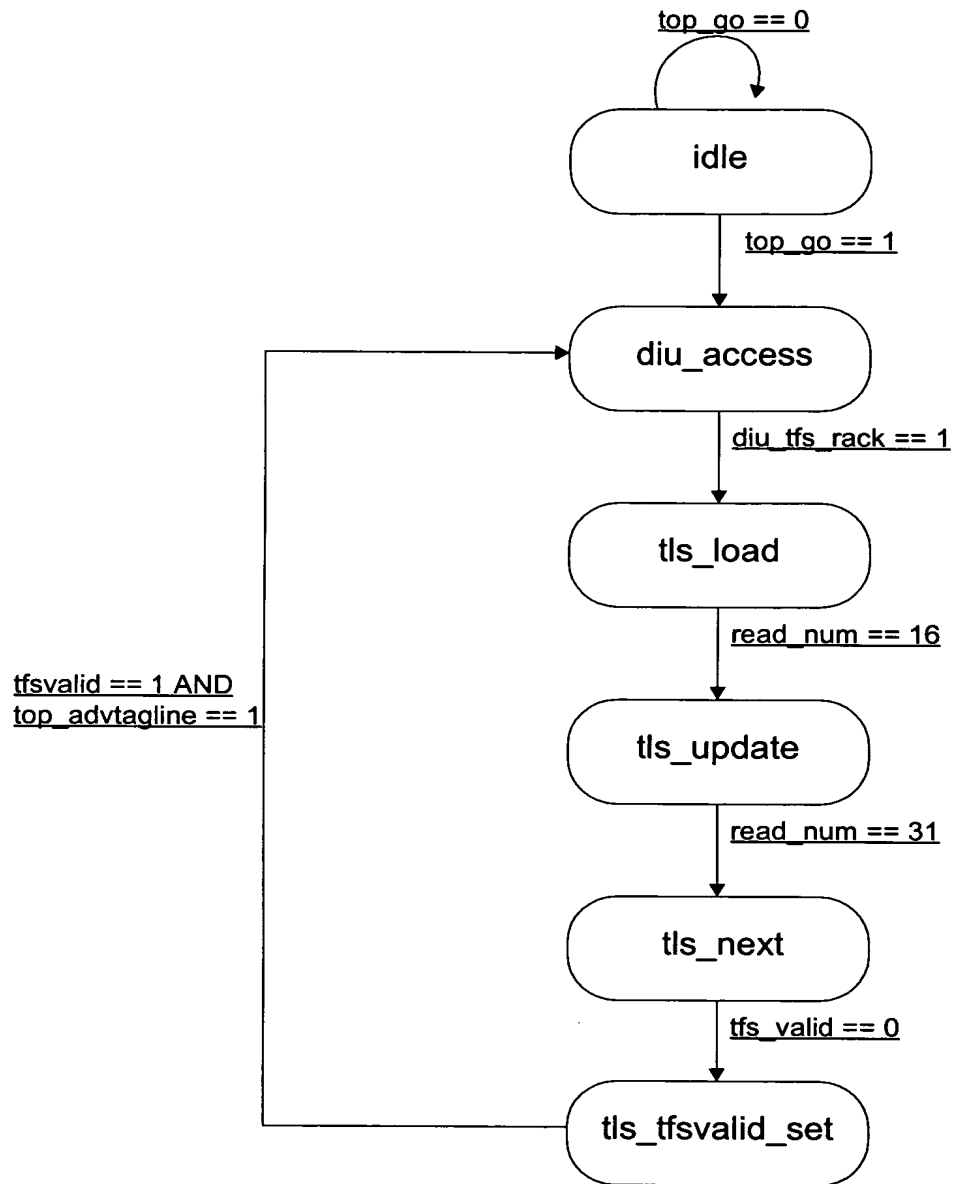 top_go == 0
idle
top_go == 1
diu_access
diu_tfs_rack == 1
tls_load
read_num == 16
tfsvalid == 1 AND
top_advtagline == 1
tls_update
read_num == 31
tls_next
tfs_valid == 0
tls_tfsvalid_set